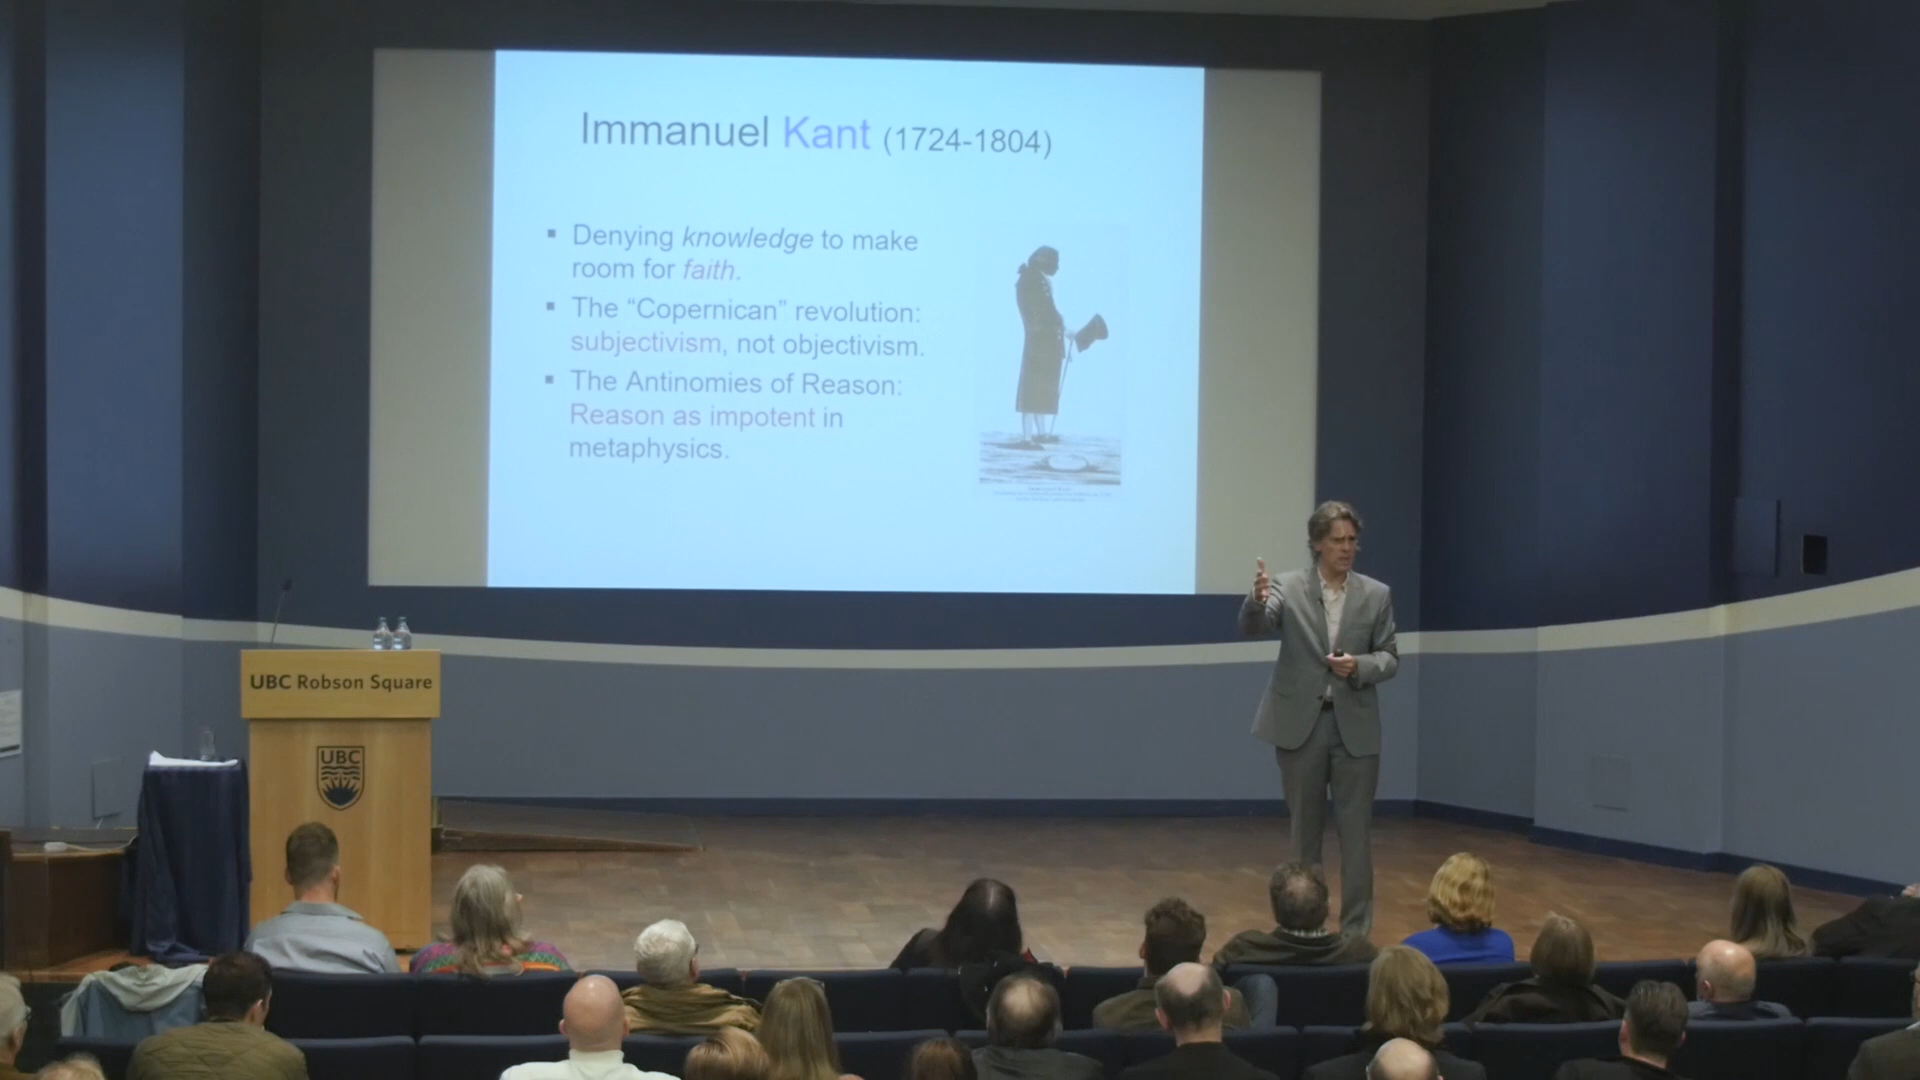 Immanuel Kant (1724-1804)
▪ Denying knowledge to make
room for faith.
▪ The “Copernican” revolution:
subjectivism, not objectivism.
▪ The Antinomies of Reason:
Reason as impotent in
metaphysics.
UBC Robson Square
UBC